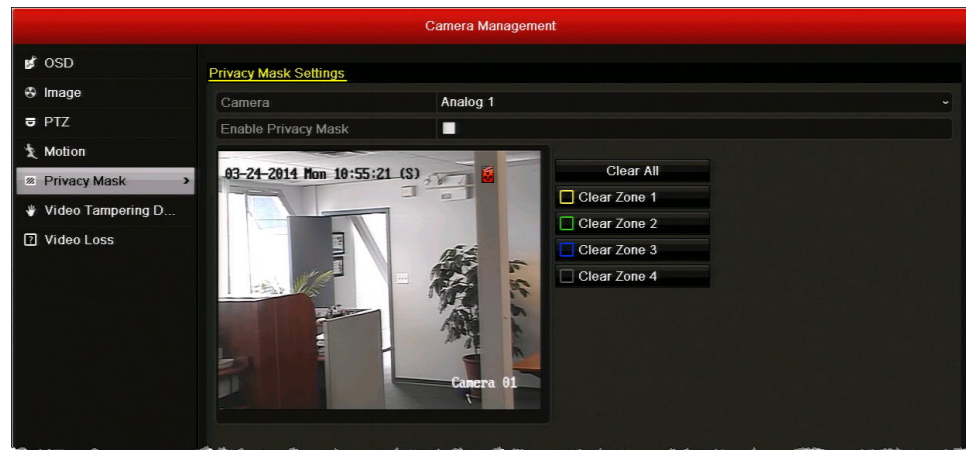 Camera Management
OSD
Image
PTZ
Motion
Privacy Mask
Video Tampering D...
Video Loss
Privacy Mask Settings
Camera Analog 1
Enable Privacy Mask
03-24-2014 Mon 10:55:21 (S)
Camera 01
Clear All
Clear Zone 1
Clear Zone 2
Clear Zone 3
Clear Zone 4